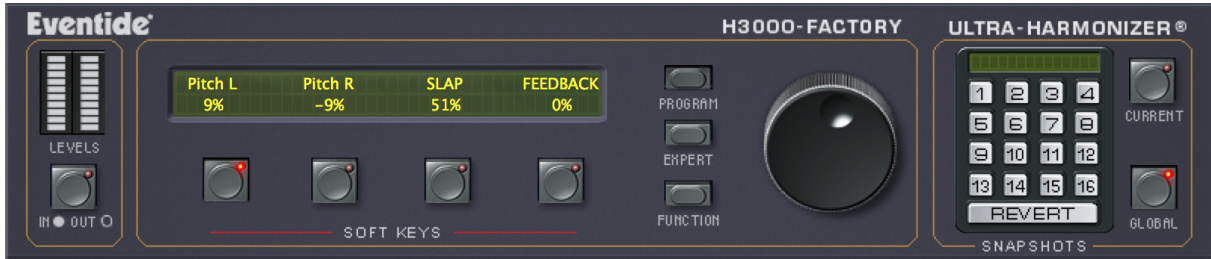 Eventide®
H3000-FACTORY
ULTRA-HARMONIZER®
Pitch L Pitch R SLAP FEEDBACK
9% -9% 51% 0%
LEVELS
IN OUT
SOFT KEYS
PROGRAM
EXPERT
FUNCTION
1 2 3 4
5 6 7 8
9 10 11 12
13 14 15 16
REVERT
SNAPSHOTS
CURRENT
GLOBAL